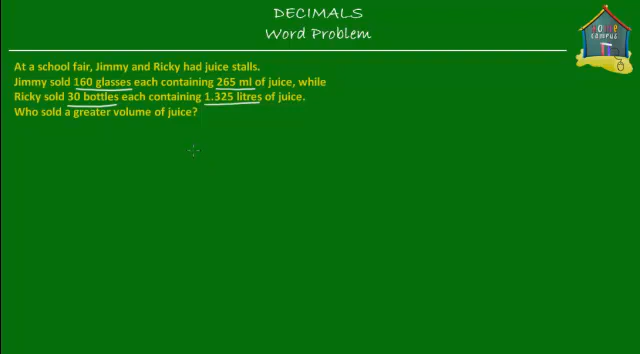 DECIMALS
Word Problem
HOME
CAMPUS
At a school fair, Jimmy and Ricky had juice stalls.
Jimmy sold 160 glasses each containing 265 ml of juice, while
Ricky sold 30 bottles each containing 1.325 litres of juice.
Who sold a greater volume of juice?